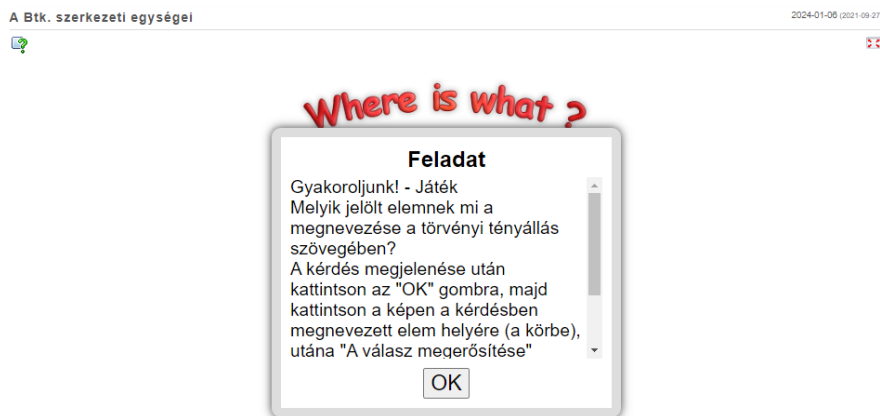 A Btk. szerkezeti egységei
2024-01-06 (2021-09-27
Where is what ?
Feladat
Gyakoroljunk! - Játék
Melyik jelölt elemnek mi a
megnevezése a törvényi tényállás
szövegében?
A kérdés megjelenése után
kattintson az "OK" gombra, majd
kattintson a képen a kérdésben
megnevezett elem helyére (a körbe),
utána "A válasz megerősítése"
OK